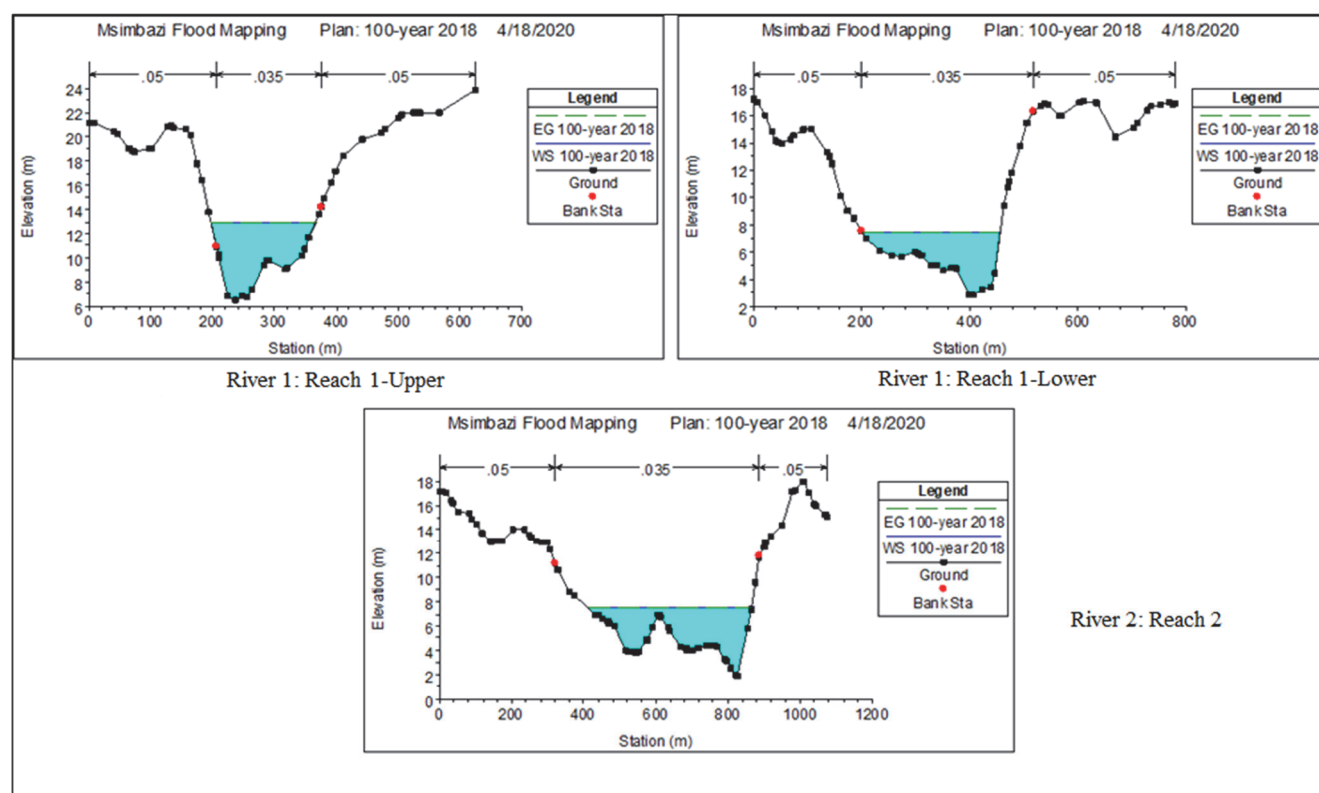 Msimbazi Flood Mapping Plan: 100-year 2018 4/18/2020
.05 .035 .05
24
22
20
18
16
14
12
10
8
6
Elevation (m)
0 100 200 300 400 500 600 700
Station (m)
Legend
EG 100-year 2018
WS 100-year 2018
Ground
Bank Sta
River 1: Reach 1-Upper
Msimbazi Flood Mapping Plan: 100-year 2018 4/18/2020
.05 .035 .05
18
16
14
12
10
8
6
4
2
Elevation (m)
0 200 400 600 800
Station (m)
Legend
EG 100-year 2018
WS 100-year 2018
Ground
Bank Sta
River 1: Reach 1-Lower
Msimbazi Flood Mapping Plan: 100-year 2018 4/18/2020
.05 .035 .05
18
16
14
12
10
8
6
4
2
0
Elevation (m)
0 200 400 600 800 1000 1200
Station (m)
Legend
EG 100-year 2018
WS 100-year 2018
Ground
Bank Sta
River 2: Reach 2